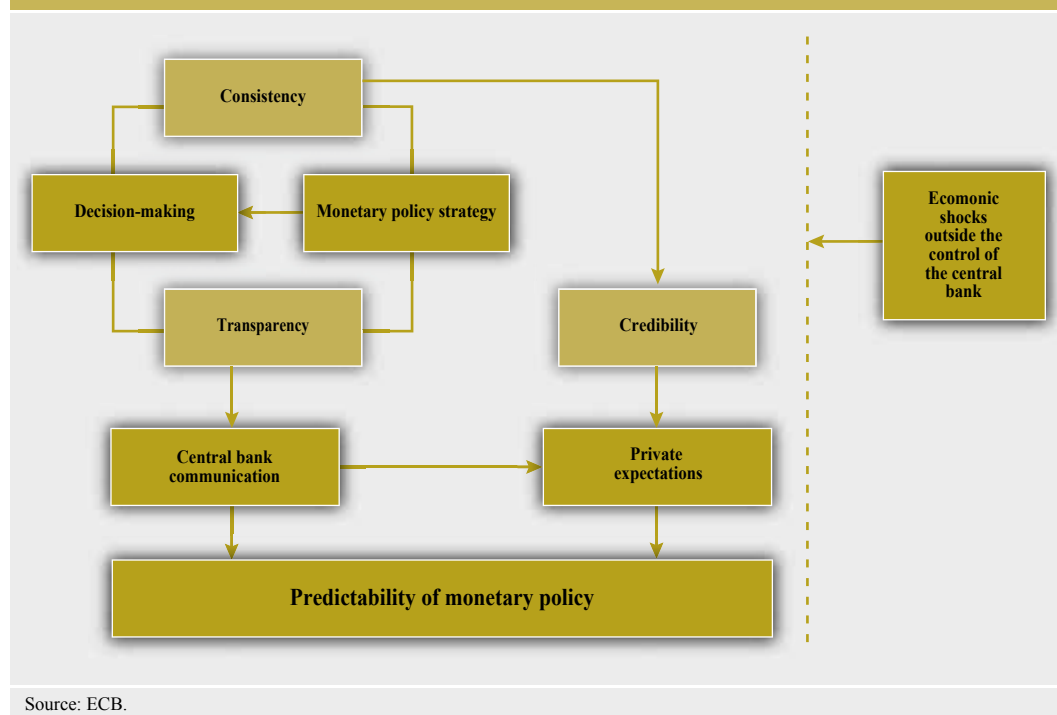 Consistency
Decision-making
Monetary policy strategy
Ecomonic
shocks
outside the
control of
the central
bank
Transparency
Credibility
Central bank
communication
Private
expectations
Predictability of monetary policy
Source: ECB.